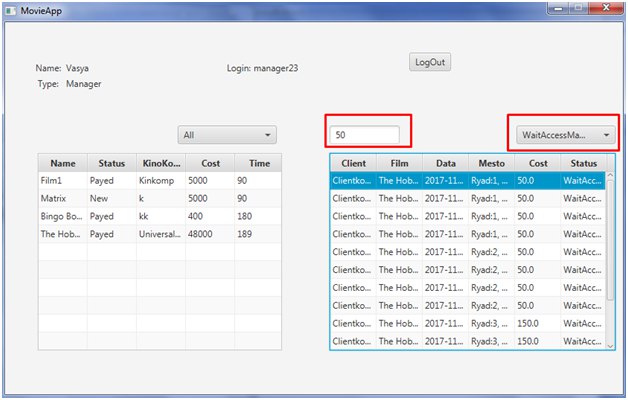 MovieApp
Name: Vasya Login: manager23 LogOut
Type: Manager
All 50 WaitAccessMa...
Name Status KinoKo... Cost Time
Film1 Payed Kinkomp 5000 90
Matrix New k 5000 90
Bingo Bo... Payed kk 400 180
The Hob... Payed Universal... 48000 189
Client Film Data Mesto Cost Status
Clientko... The Hob... 2017-11... Ryad:1, ... 50.0 WaitAcc...
Clientko... The Hob... 2017-11... Ryad:1, ... 50.0 WaitAcc...
Clientko... The Hob... 2017-11... Ryad:1, ... 50.0 WaitAcc...
Clientko... The Hob... 2017-11... Ryad:1, ... 50.0 WaitAcc...
Clientko... The Hob... 2017-11... Ryad:2, ... 50.0 WaitAcc...
Clientko... The Hob... 2017-11... Ryad:2, ... 50.0 WaitAcc...
Clientko... The Hob... 2017-11... Ryad:2, ... 50.0 WaitAcc...
Clientko... The Hob... 2017-11... Ryad:2, ... 50.0 WaitAcc...
Clientko... The Hob... 2017-11... Ryad:3, ... 150.0 WaitAcc...
Clientko... The Hob... 2017-11... Ryad:3, ... 150.0 WaitAcc...